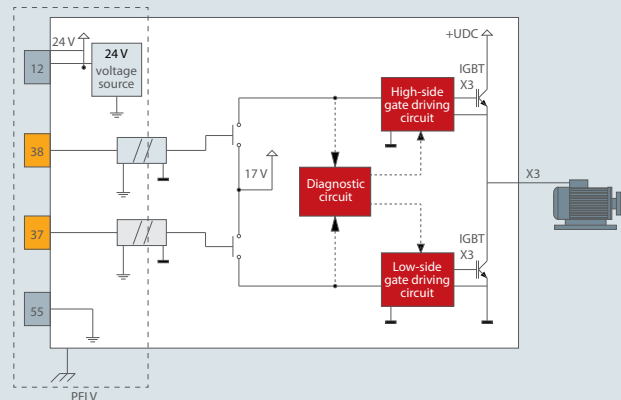 24 V
12
24 V
voltage
source
+UDC
IGBT
X3
High-side
gate driving
circuit
38
17 V
Diagnostic
circuit
X3
37
IGBT
X3
Low-side
gate driving
circuit
55
PELV